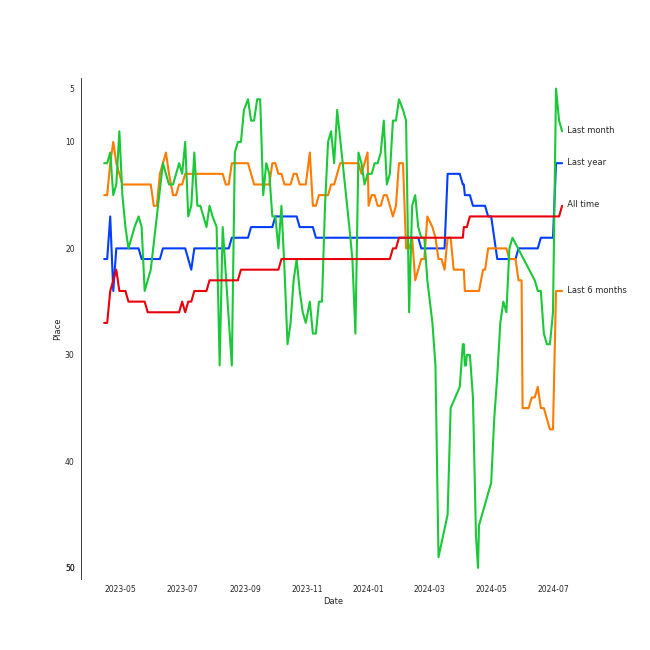 5
10
20
30
40
50
Place
Last month
Last year
All time
Last 6 months
2023-05
2023-07
2023-09
2023-11
2024-01
2024-03
2024-05
2024-07
Date